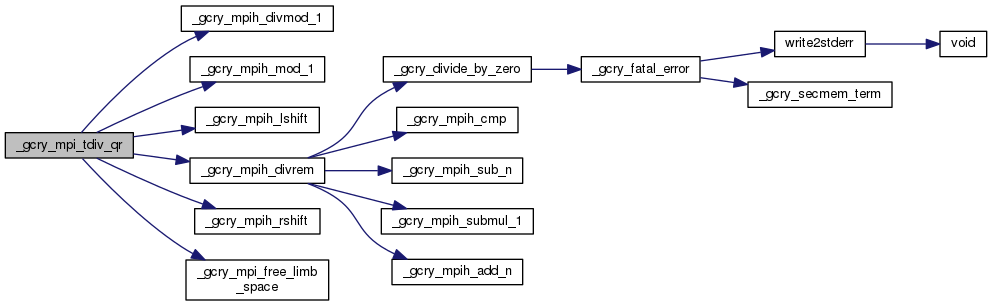 _gcry_mpi_tdiv_qr
_gcry_mpih_divmod_1
_gcry_mpih_mod_1
_gcry_mpih_lshift
_gcry_mpih_divrem
_gcry_mpih_rshift
_gcry_mpi_free_limb
_space
_gcry_divide_by_zero
_gcry_mpih_cmp
_gcry_mpih_sub_n
_gcry_mpih_submul_1
_gcry_mpih_add_n
_gcry_fatal_error
write2stderr
_gcry_secmem_term
void